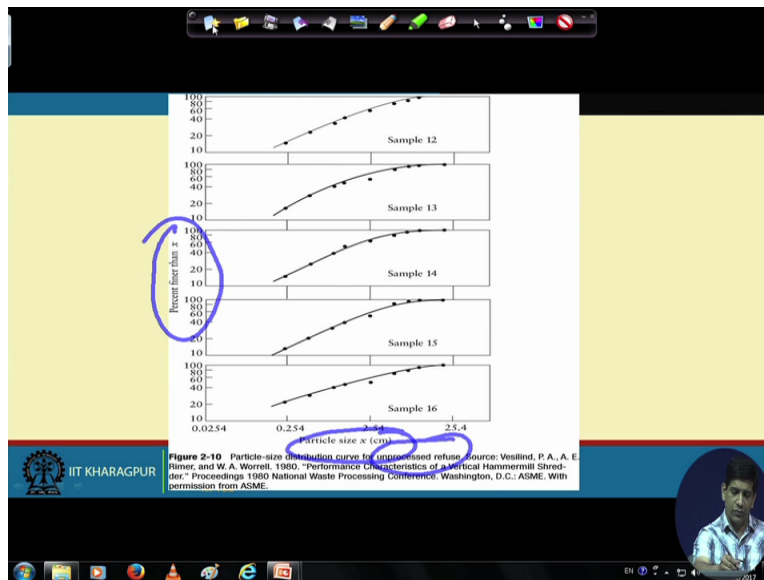 100
80
60
40
20
10
Sample 12
100
80
60
40
20
10
Sample 13
100
80
60
40
20
10
Sample 14
100
80
60
40
20
10
Sample 15
100
80
60
40
20
10
Sample 16
Percent finer than x
0.0254 0.254 2.54 25.4
Particle size x (cm)
Figure 2-10 Particle-size distribution curve for unprocessed refuse. Source: Vesilind, P. A., A. E.
Rimer, and W. A. Worrell. 1980. "Performance Characteristics of a Vertical Hammermill Shred-
der." Proceedings 1980 National Waste Processing Conference. Washington, D.C.: ASME. With
permission from ASME.
IIT KHARAGPUR
EN
2017